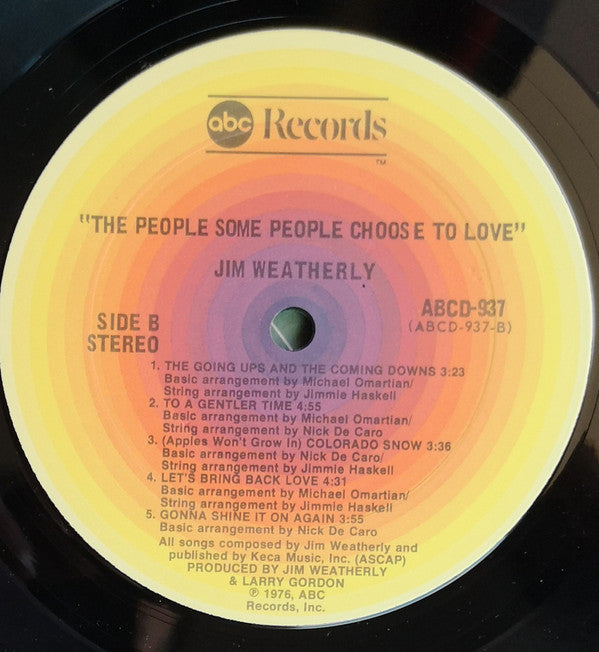 abc Records
TM
"THE PEOPLE SOME PEOPLE CHOOSE TO LOVE"
JIM WEATHERLY
SIDE B
STEREO
ABCD-937
(ABCD-937-B)
1. THE GOING UPS AND THE COMING DOWNS 3:23
Basic arrangement by Michael Omartian/
String arrangement by Jimmie Haskell
2. TO A GENTLER TIME 4:55
Basic arrangement by Michael Omartian/
String arrangement by Nick De Caro
3. (Apples Won't Grow In) COLORADO SNOW 3:36
Basic arrangement by Nick De Caro/
String arrangement by Jimmie Haskell
4. LET'S BRING BACK LOVE 4:31
Basic arrangement by Michael Omartian/
String arrangement by Jimmie Haskell
5. GONNA SHINE IT ON AGAIN 3:55
Basic arrangement by Nick De Caro
All songs composed by Jim Weatherly and
published by Keca Music, Inc. (ASCAP)
PRODUCED BY JIM WEATHERLY
& LARRY GORDON
℗ 1976, ABC
Records, Inc.